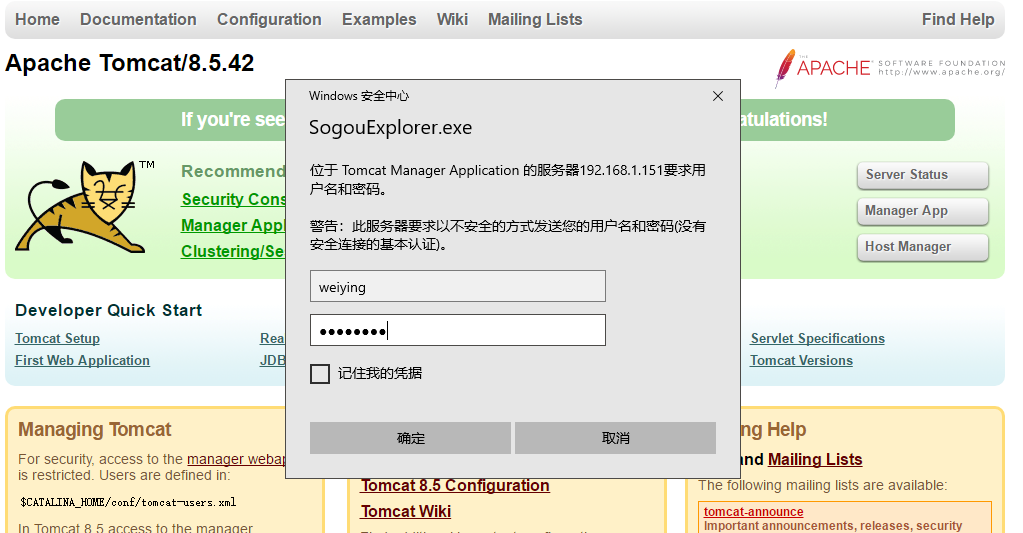 Home Documentation Configuration Examples Wiki Mailing Lists Find Help
Apache Tomcat/8.5.42
APACHE
SOFTWARE FOUNDATION
http://www.apache.org/
If you're see
atulations!
TM
Recommend
Security Cons
Manager Appl
Clustering/Se
Server Status
Manager App
Host Manager
Windows 安全中心
SogouExplorer.exe
位于 Tomcat Manager Application 的服务器192.168.1.151要求用
户名和密码。
警告：此服务器要求以不安全的方式发送您的用户名和密码(没有
安全连接的基本认证)。
weiying
●●●●●●●●
记住我的凭据
确定
取消
Developer Quick Start
Tomcat Setup
First Web Application
Rea
JDB
Servlet Specifications
Tomcat Versions
Managing Tomcat
For security, access to the manager webap
is restricted. Users are defined in:
$CATALINA_HOME/conf/tomcat-users.xml
In Tomcat 8.5 access to the manager
Tomcat 8.5 Configuration
Tomcat Wiki
ng Help
and Mailing Lists
The following mailing lists are available:
tomcat-announce
Important announcements, releases, security